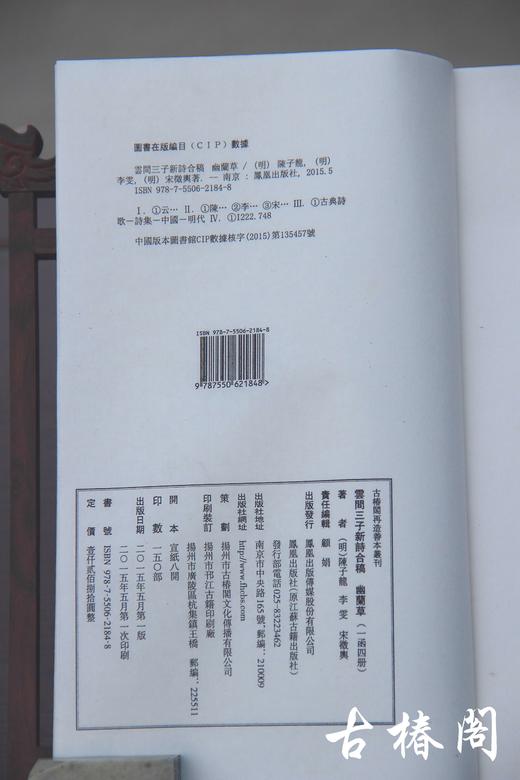 圖書在版編目(CIP)數據
雲間三子新詩合稿 幽蘭草/(明)陳子龍,(明)
李雯,(明)宋徵輿著. — 南京:鳳凰出版社,2015.5
ISBN 978-7-5506-2184-8
Ⅰ. ①云… Ⅱ. ①陳… ②李… ③宋… Ⅲ. ①古典詩
歌—詩集—中國—明代 Ⅳ. ①I222.748
中國版本圖書館CIP數據核字(2015)第135457號
ISBN 978-7-5506-2184-8
9 787550 621848>
古椿閣再造善本叢刊
雲間三子新詩合稿 幽蘭草(一函四册)
著者 (明)陳子龍 李雯 宋徵輿
責任編輯 顧娟
出版發行 鳳凰出版傳媒股份有限公司
鳳凰出版社(原江蘇古籍出版社)
發行部電話025-83223462
出版社地址 南京市中央路165號 郵編:210009
出版社網址 http://www.fhcbs.com
策劃 揚州市古椿閣文化傳播有限公司
印刷裝訂 揚州市邗江古籍印刷廠
揚州市廣陵區杭集鎮王橋 郵編:225511
開本 宣紙八開
印數 一五〇部
出版日期 二〇一五年五月第一版
二〇一五年五月第一次印刷
書號 ISBN 978-7-5506-2184-8
定價 壹仟貳佰捌拾圓整
古椿閣